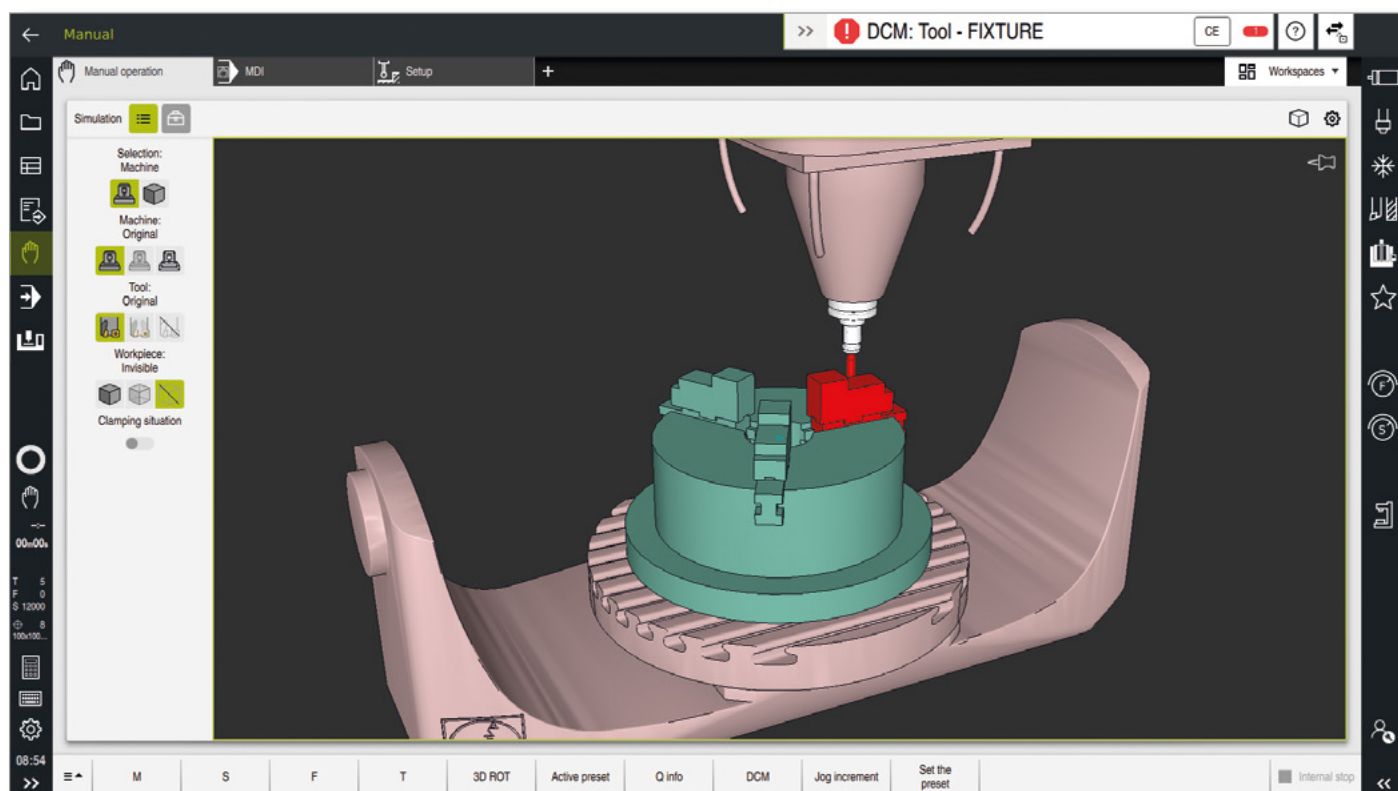 Manual
DCM: Tool - FIXTURE
CE
1
?
Manual operation
MDI
Setup
+
Workspaces
Simulation
Selection:
Machine
Machine:
Original
Tool:
Original
Workpiece:
Invisible
Clamping situation
F
S
00m00s
T 5
F 0
S 12000
8
100x100...
08:54
M
S
F
T
3D ROT
Active preset
Q info
DCM
Jog increment
Set the
preset
Internal stop